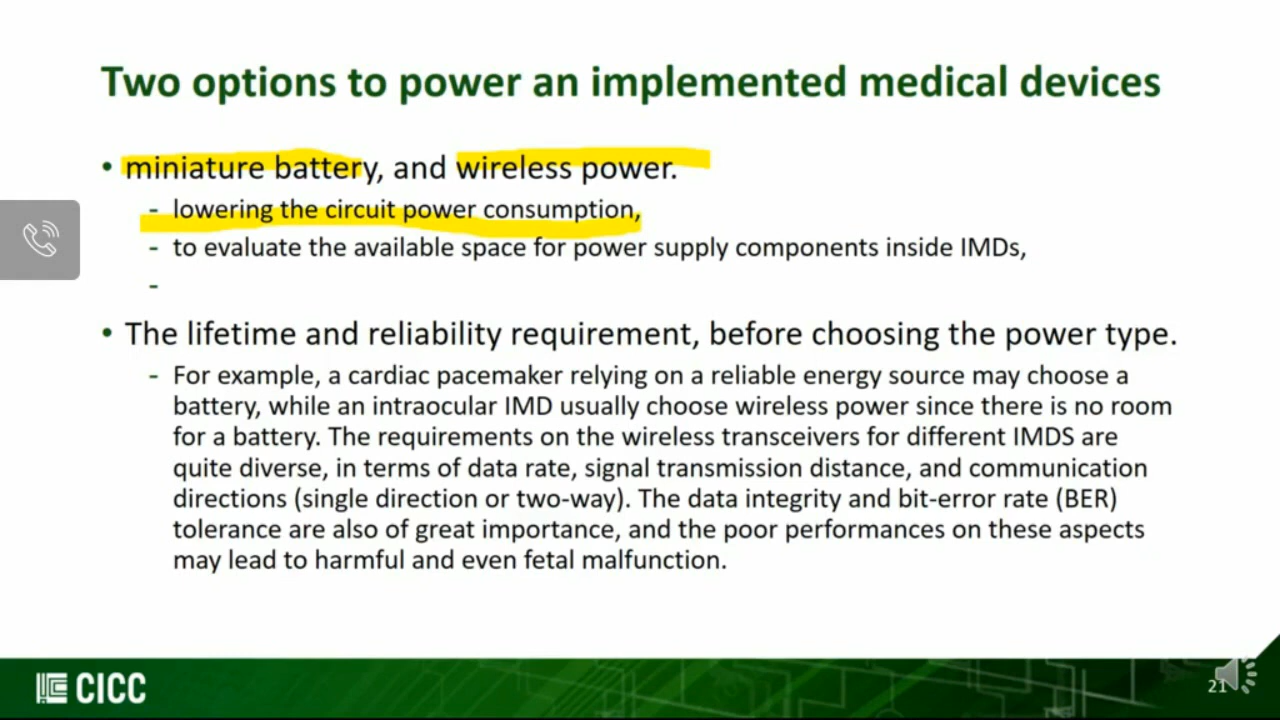 Two options to power an implemented medical devices
• miniature battery, and wireless power.
- lowering the circuit power consumption,
- to evaluate the available space for power supply components inside IMDs,
-
• The lifetime and reliability requirement, before choosing the power type.
- For example, a cardiac pacemaker relying on a reliable energy source may choose a
battery, while an intraocular IMD usually choose wireless power since there is no room
for a battery. The requirements on the wireless transceivers for different IMDS are
quite diverse, in terms of data rate, signal transmission distance, and communication
directions (single direction or two-way). The data integrity and bit-error rate (BER)
tolerance are also of great importance, and the poor performances on these aspects
may lead to harmful and even fetal malfunction.
CICC
21